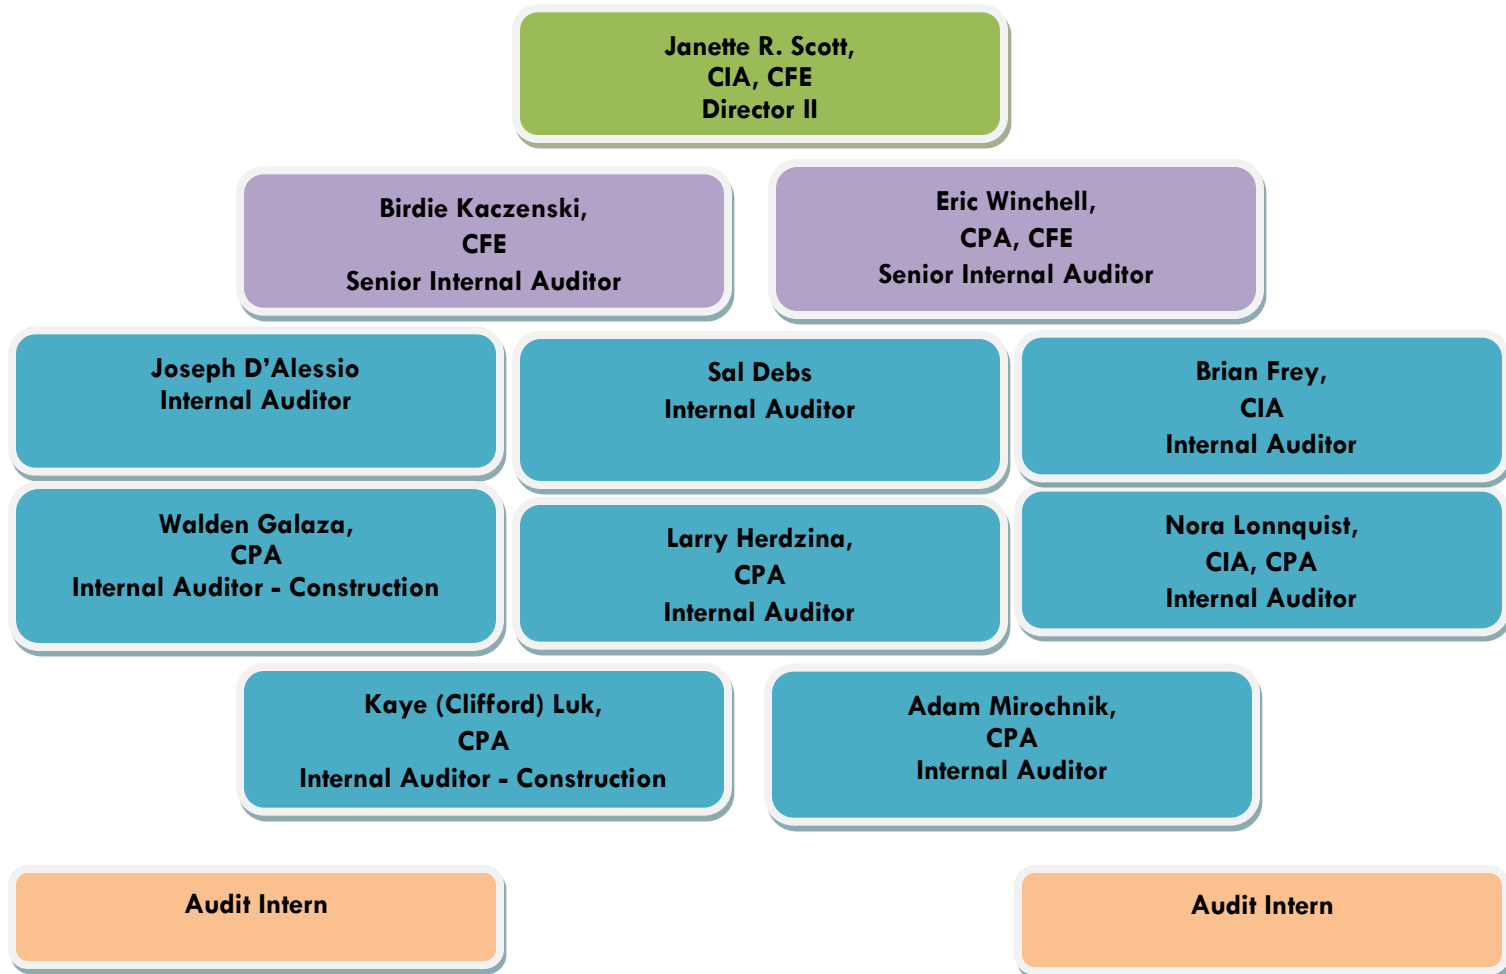 Janette R. Scott,
CIA, CFE
Director II
Birdie Kaczenski,
CFE
Senior Internal Auditor
Eric Winchell,
CPA, CFE
Senior Internal Auditor
Joseph D’Alessio
Internal Auditor
Sal Debs
Internal Auditor
Brian Frey,
CIA
Internal Auditor
Walden Galaza,
CPA
Internal Auditor - Construction
Larry Herdzina,
CPA
Internal Auditor
Nora Lonnquist,
CIA, CPA
Internal Auditor
Kaye (Clifford) Luk,
CPA
Internal Auditor - Construction
Adam Mirochnik,
CPA
Internal Auditor
Audit Intern
Audit Intern